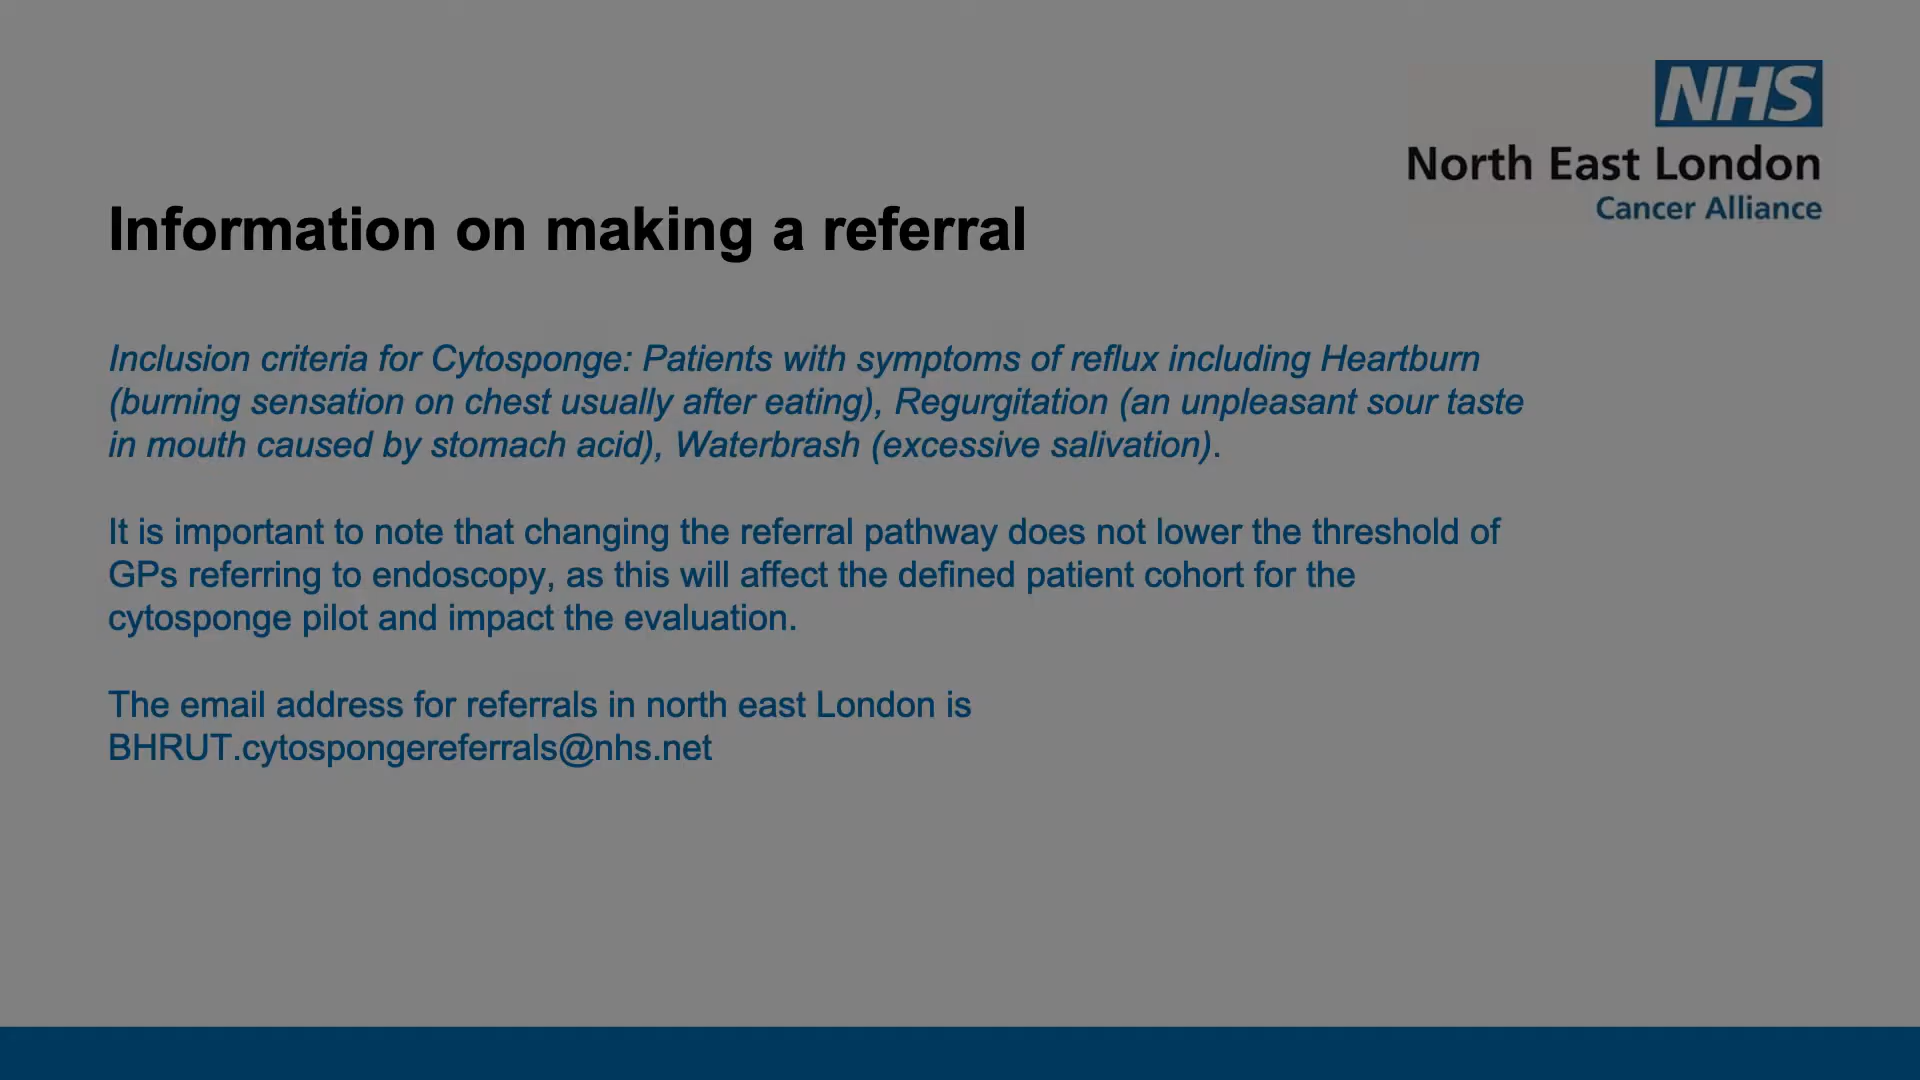 NHS
North East London
Cancer Alliance
Information on making a referral
Inclusion criteria for Cytosponge: Patients with symptoms of reflux including Heartburn
(burning sensation on chest usually after eating), Regurgitation (an unpleasant sour taste
in mouth caused by stomach acid), Waterbrash (excessive salivation).
It is important to note that changing the referral pathway does not lower the threshold of
GPs referring to endoscopy, as this will affect the defined patient cohort for the
cytosponge pilot and impact the evaluation.
The email address for referrals in north east London is
BHRUT.cytospongereferrals@nhs.net